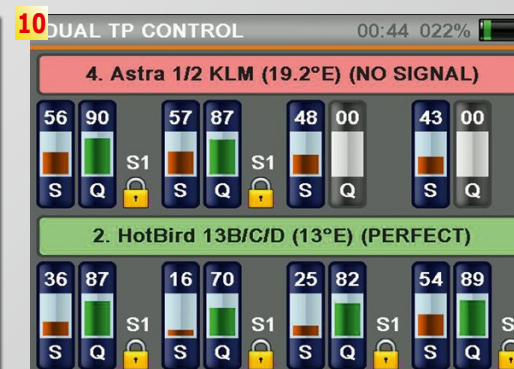 10
DUAL TP CONTROL 00:44 022%
4. Astra 1/2 KLM (19.2ºE) (NO SIGNAL)
56 90 57 87 48 00 43 00
S1 S1
S Q S Q S Q S Q
2. HotBird 13B/C/D (13ºE) (PERFECT)
36 87 16 70 25 82 54 89
S1 S1 S1
S Q S Q S Q S Q